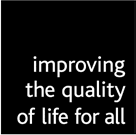 improving
the quality
of life for all